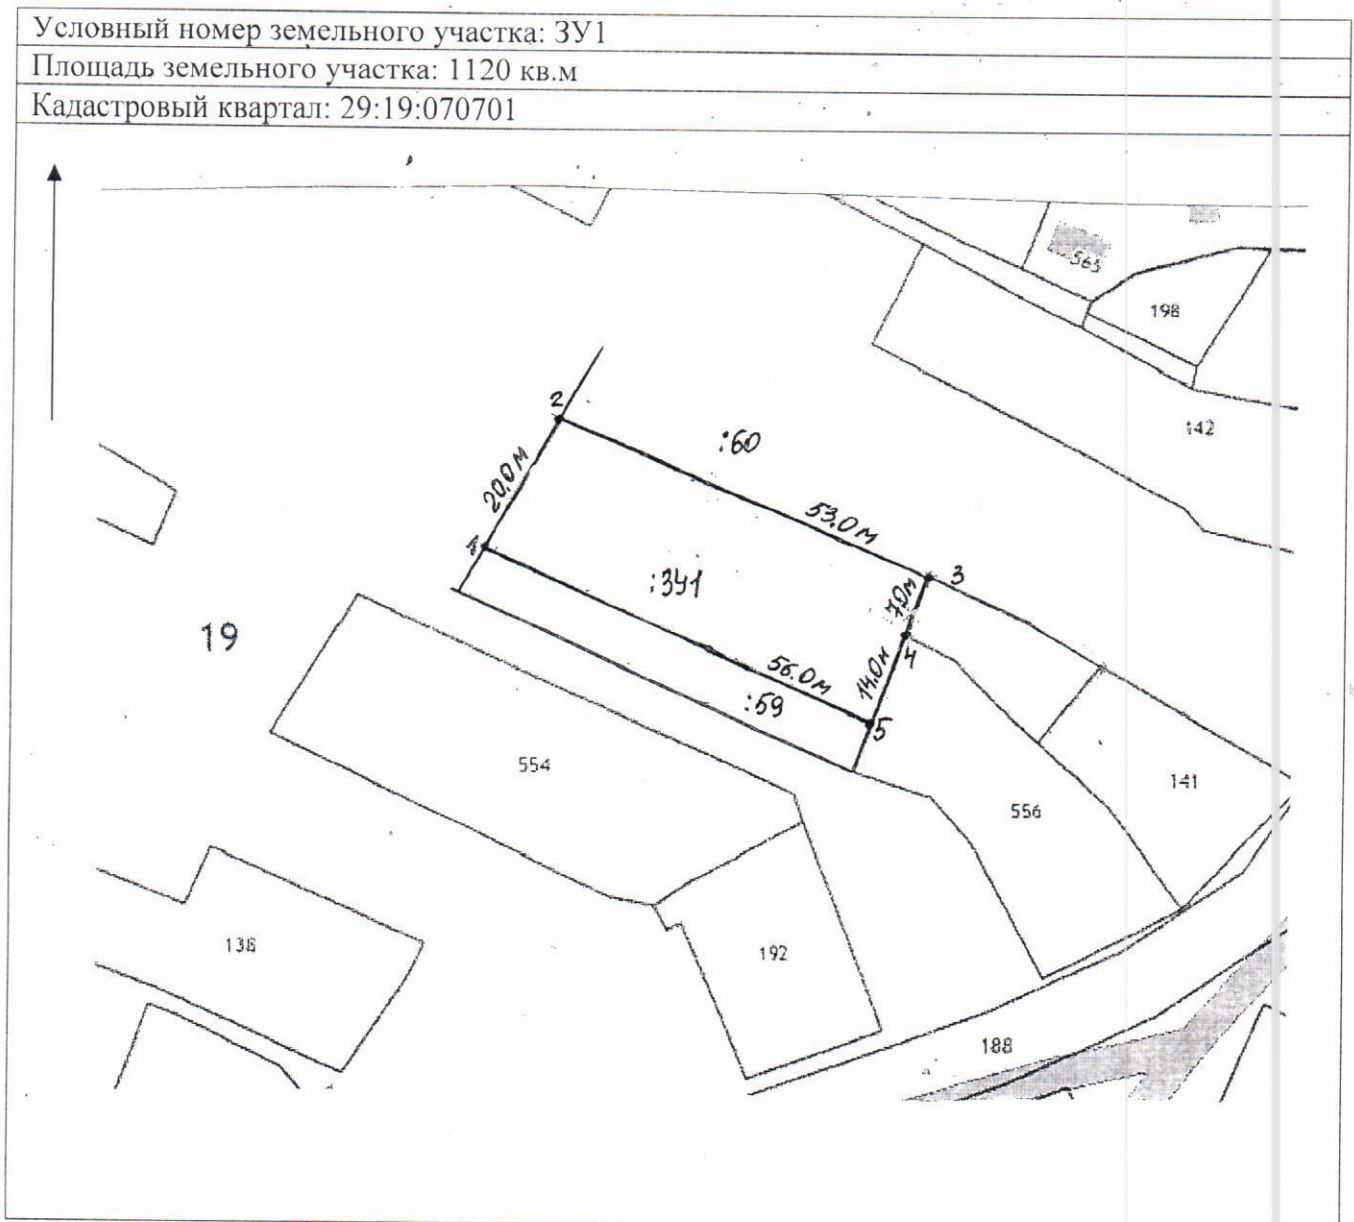 Условный номер земельного участка: ЗУ1
Площадь земельного участка: 1120 кв.м
Кадастровый квартал: 29:19:070701
565
198
142
2
:60
20.0м
53.0м
1
3
:341
7.0м
4
19
56.0м
14.0м
:59
5
554
141
556
138
192
188